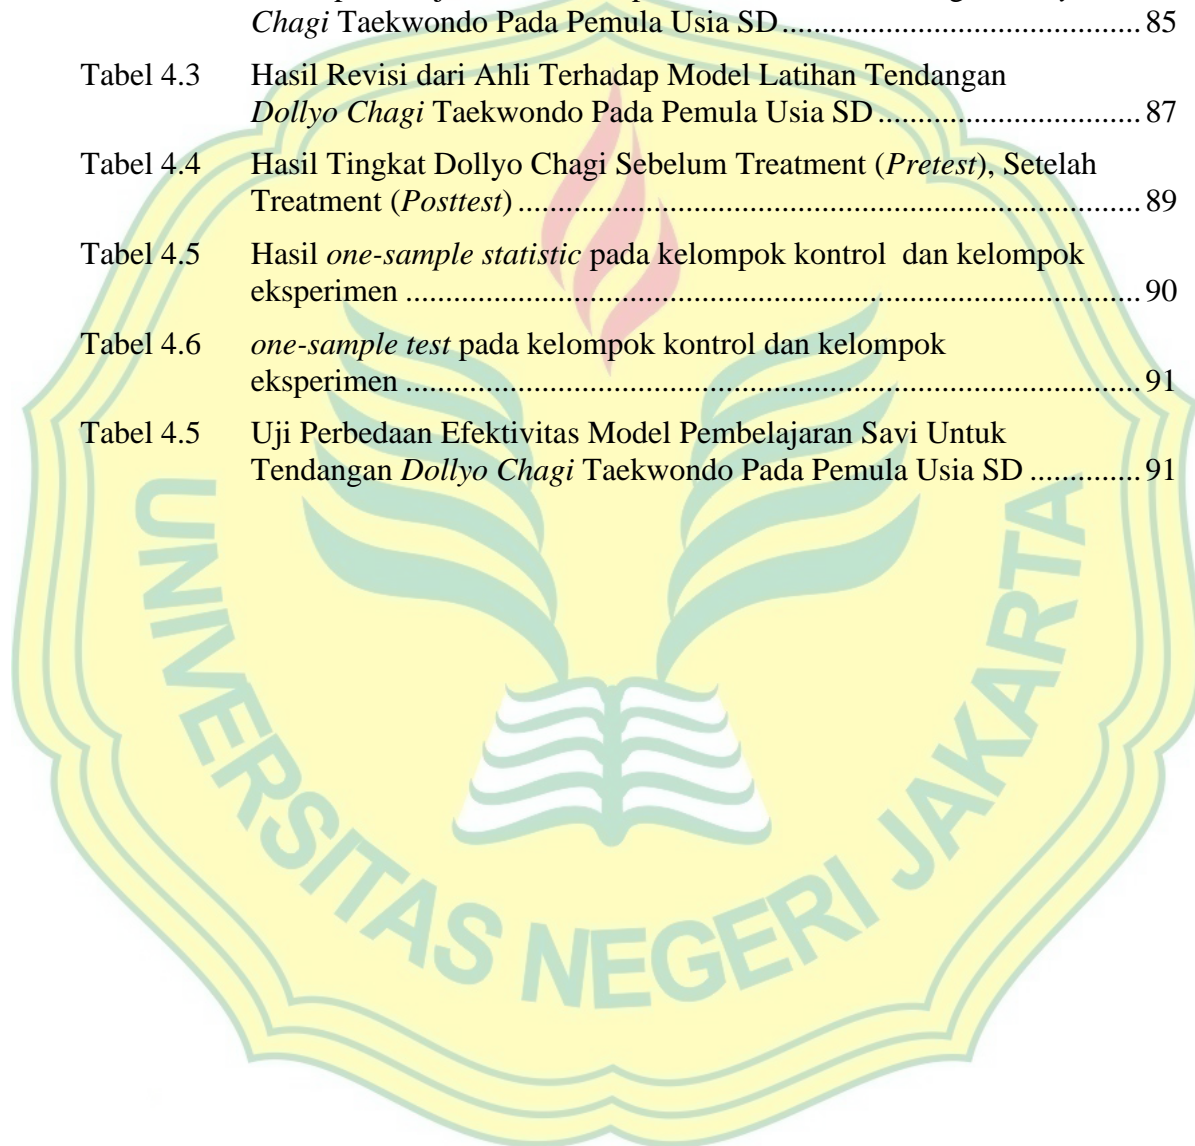 Chagi Taekwondo Pada Pemula Usia SD ........................................ 85
Tabel 4.3 Hasil Revisi dari Ahli Terhadap Model Latihan Tendangan
Dollyo Chagi Taekwondo Pada Pemula Usia SD ............................. 87
Tabel 4.4 Hasil Tingkat Dollyo Chagi Sebelum Treatment (Pretest), Setelah
Treatment (Posttest) .................................................................... 89
Tabel 4.5 Hasil one-sample statistic pada kelompok kontrol dan kelompok
eksperimen ................................................................................ 90
Tabel 4.6 one-sample test pada kelompok kontrol dan kelompok
eksperimen ................................................................................ 91
Tabel 4.5 Uji Perbedaan Efektivitas Model Pembelajaran Savi Untuk
Tendangan Dollyo Chagi Taekwondo Pada Pemula Usia SD .............. 91
UNIVERSITAS NEGERI JAKARTA